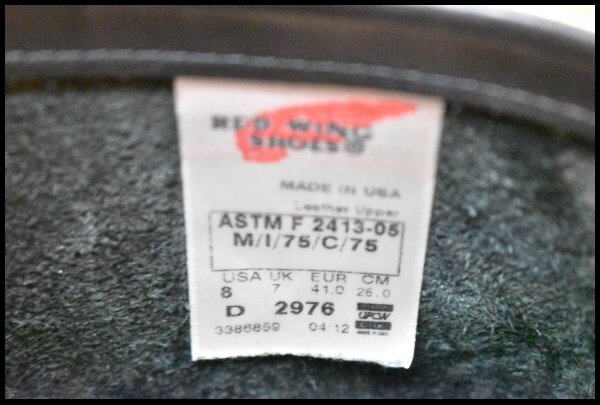 RED WING
SHOES®
MADE IN USA
Leather Upper
ASTM F 2413-05
M/I/75/C/75
USA UK EUR CM
8 7 41.0 26.0
D 2976 UFCW
3386859 04/12